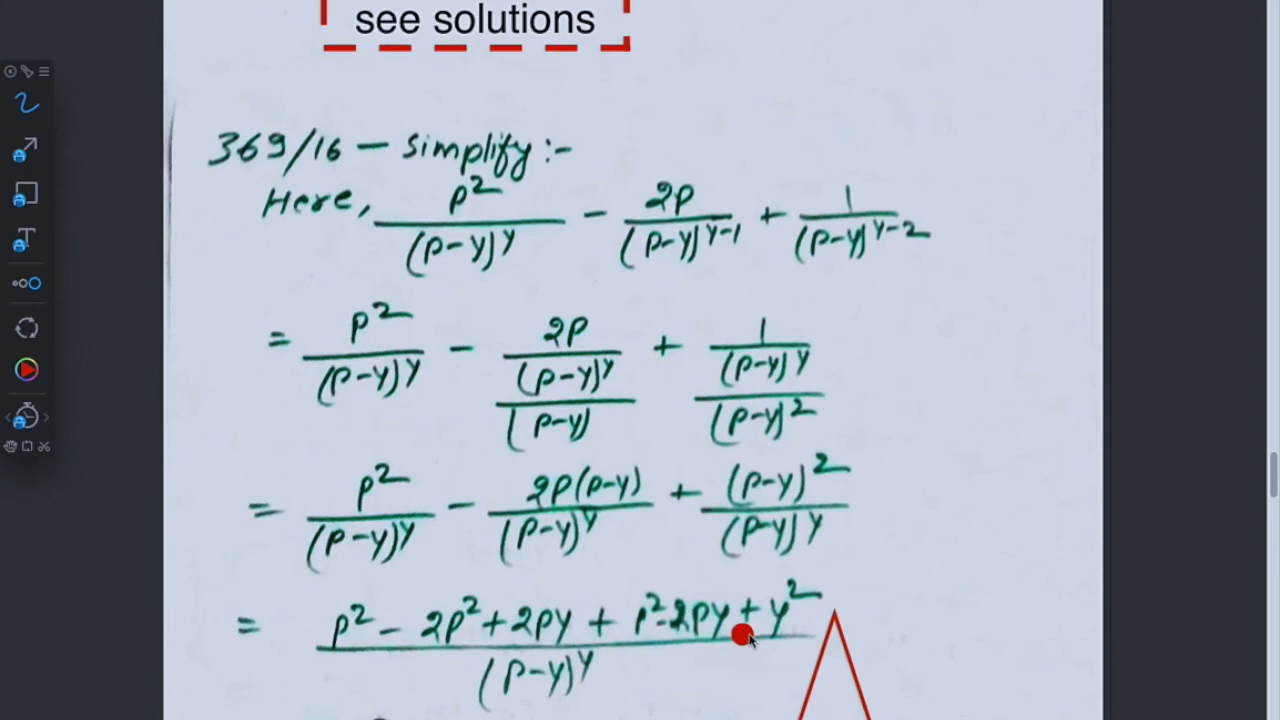 see solutions
369/16 — Simplify :-
Here, p²/(p-y)^y - 2p/(p-y)^y-1 + 1/(p-y)^y-2
= p²/(p-y)^y - 2p/(p-y)^y/(p-y) + 1/(p-y)^y/(p-y)²
= p²/(p-y)^y - 2p(p-y)/(p-y)^y + (p-y)²/(p-y)^y
= p² - 2p² + 2py + p² - 2py + y²/(p-y)^y